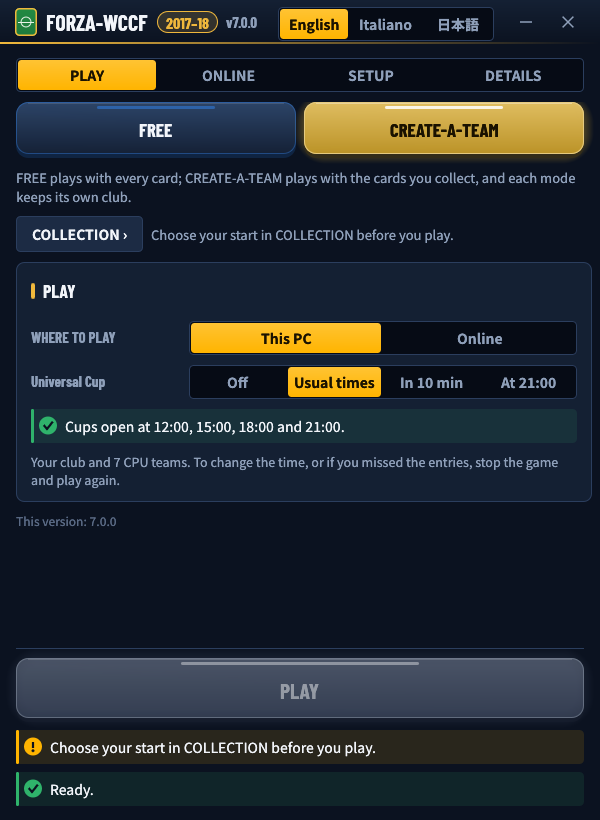 FORZA-WCCF 2017-18 v7.0.0 English Italiano 日本語
PLAY ONLINE SETUP DETAILS
FREE CREATE-A-TEAM
FREE plays with every card; CREATE-A-TEAM plays with the cards you collect, and each mode
keeps its own club.
COLLECTION › Choose your start in COLLECTION before you play.
PLAY
WHERE TO PLAY This PC Online
Universal Cup Off Usual times In 10 min At 21:00
Cups open at 12:00, 15:00, 18:00 and 21:00.
Your club and 7 CPU teams. To change the time, or if you missed the entries, stop the game
and play again.
This version: 7.0.0
PLAY
Choose your start in COLLECTION before you play.
Ready.